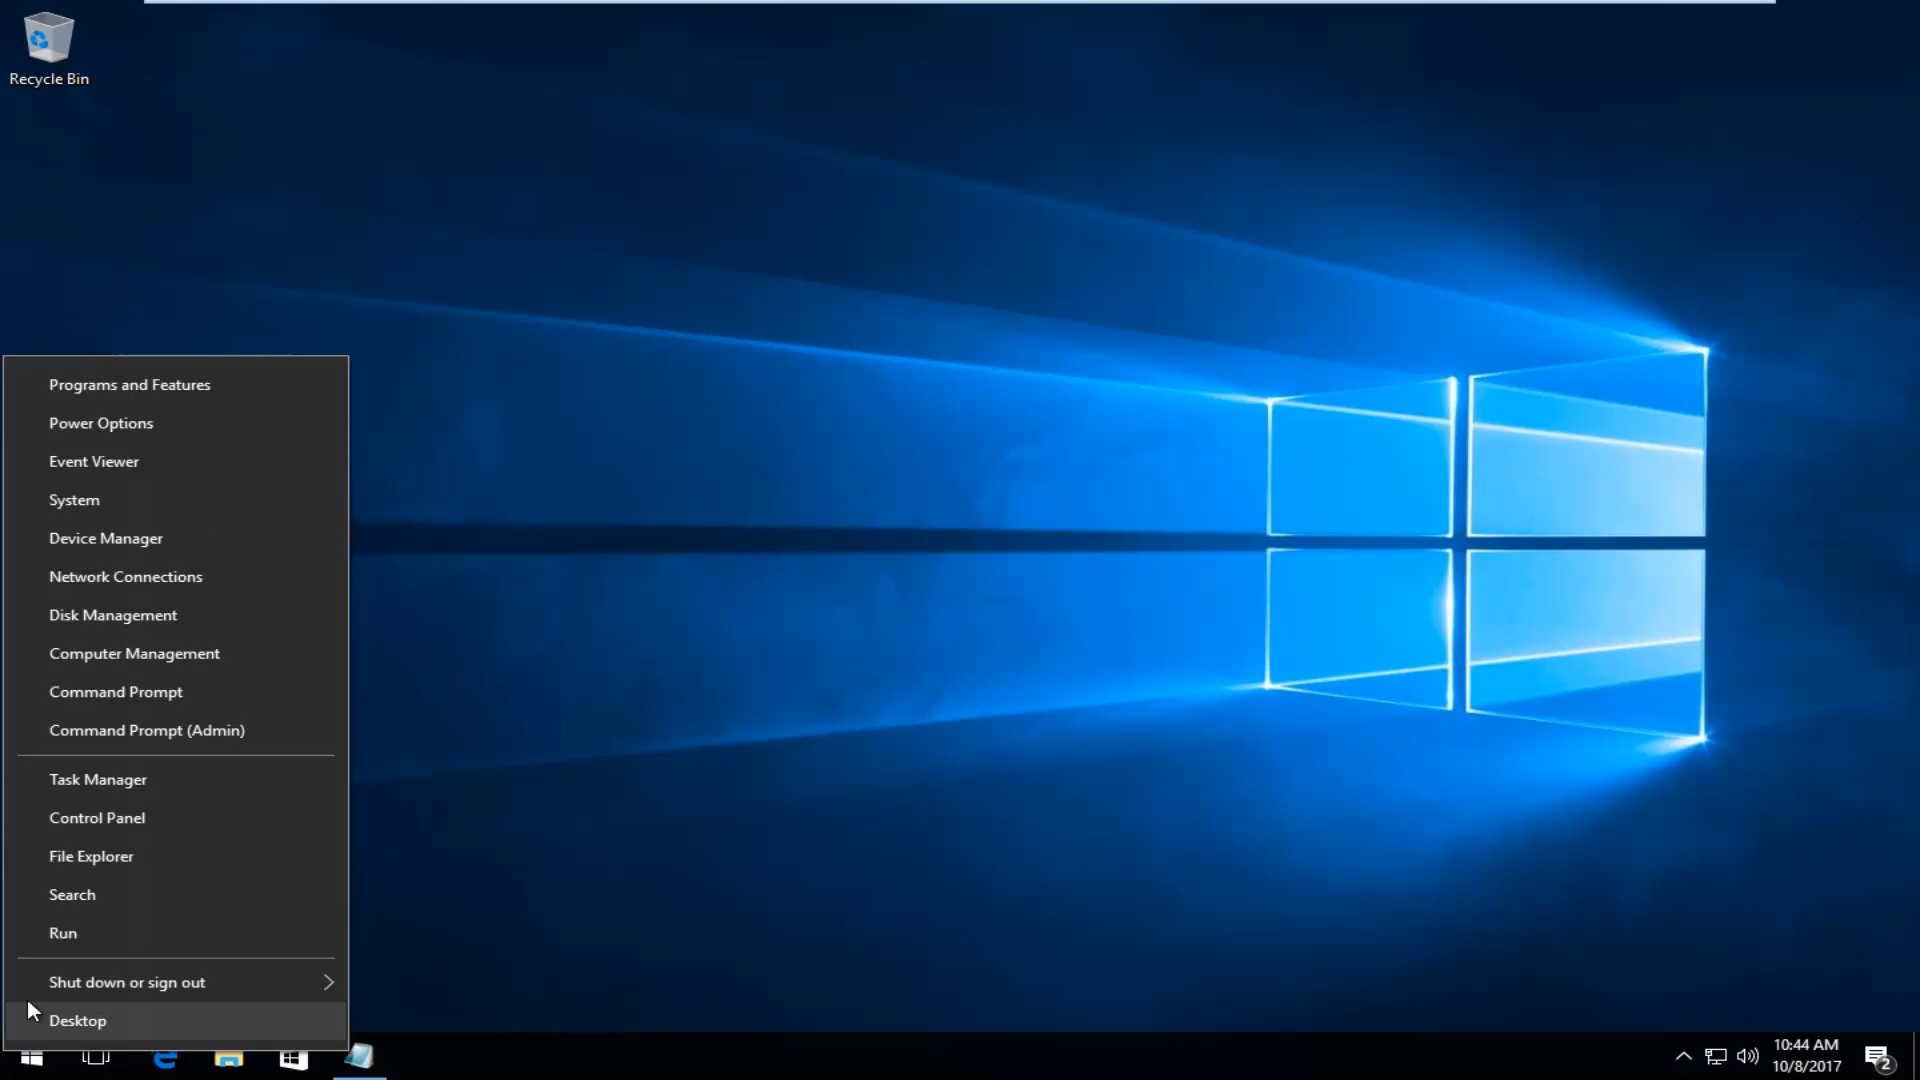 Recycle Bin
Programs and Features
Power Options
Event Viewer
System
Device Manager
Network Connections
Disk Management
Computer Management
Command Prompt
Command Prompt (Admin)
Task Manager
Control Panel
File Explorer
Search
Run
Shut down or sign out
Desktop
10:44 AM
10/8/2017
2